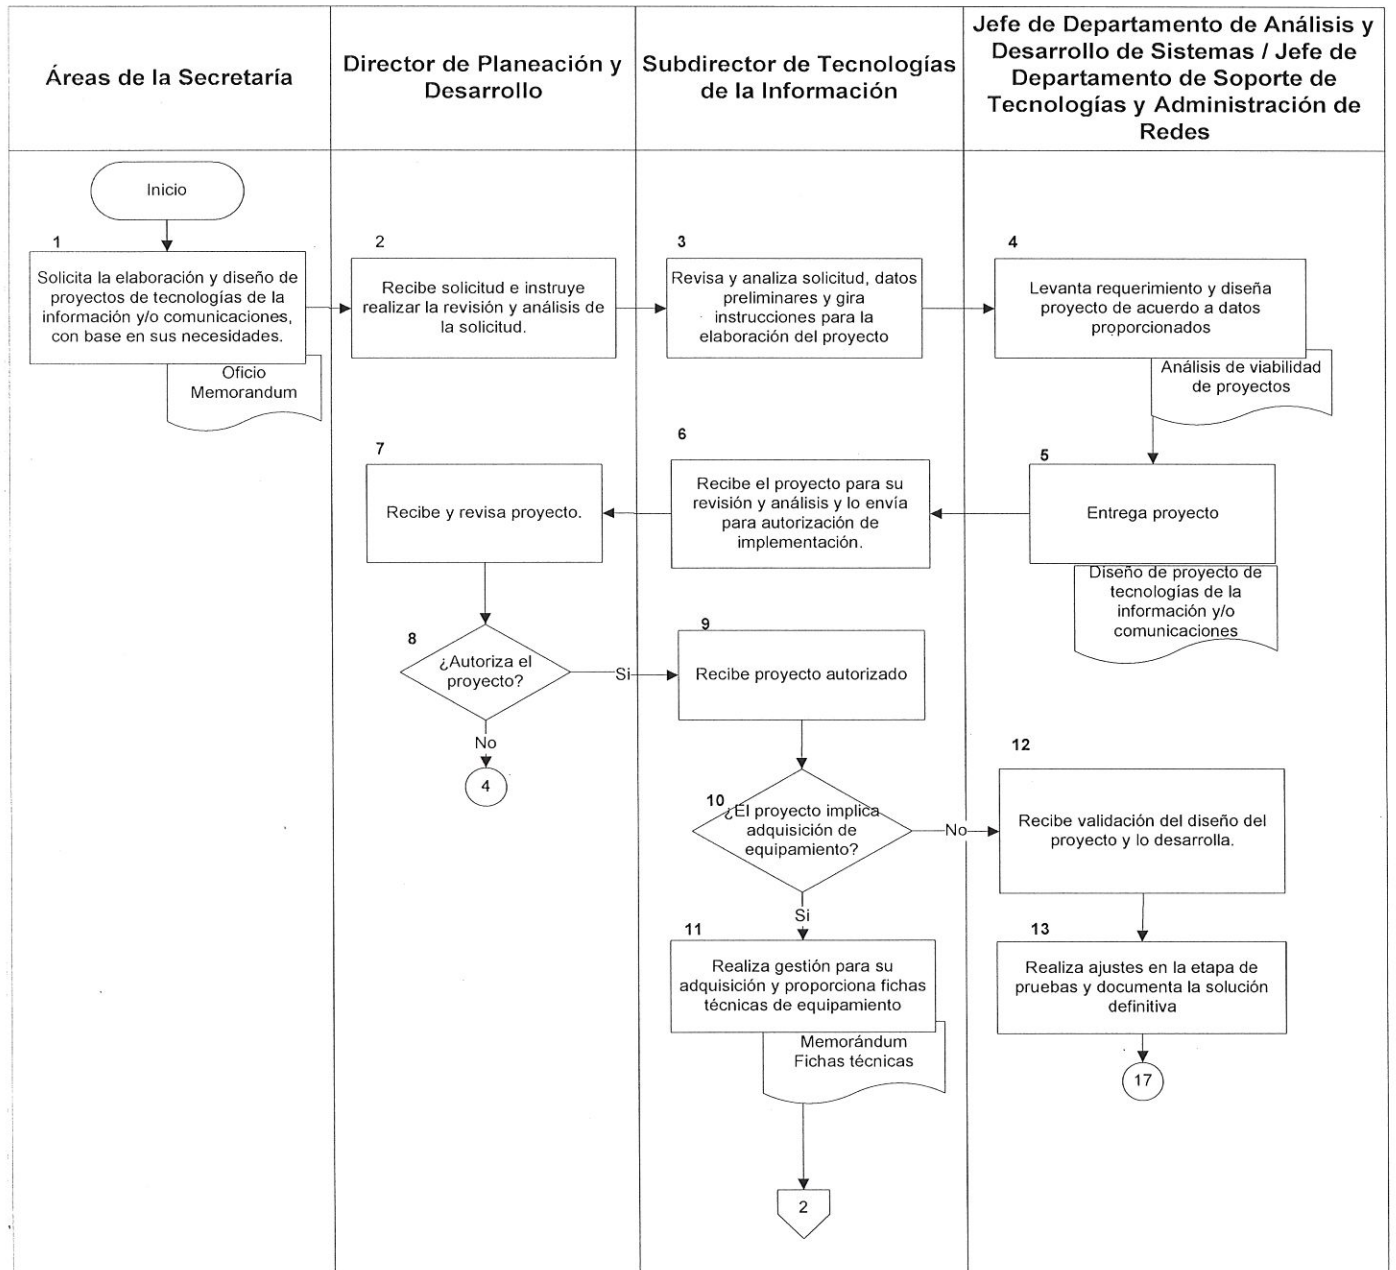 Áreas de la Secretaría
Director de Planeación y
Desarrollo
Subdirector de Tecnologías
de la Información
Jefe de Departamento de Análisis y
Desarrollo de Sistemas / Jefe de
Departamento de Soporte de
Tecnologías y Administración de
Redes
Inicio
1
Solicita la elaboración y diseño de
proyectos de tecnologías de la
información y/o comunicaciones,
con base en sus necesidades.
Oficio
Memorandum
2
Recibe solicitud e instruye
realizar la revisión y análisis de
la solicitud.
3
Revisa y analiza solicitud, datos
preliminares y gira
instrucciones para la
elaboración del proyecto
4
Levanta requerimiento y diseña
proyecto de acuerdo a datos
proporcionados
Análisis de viabilidad
de proyectos
5
Entrega proyecto
Diseño de proyecto de
tecnologías de la
información y/o
comunicaciones
6
Recibe el proyecto para su
revisión y análisis y lo envía
para autorización de
implementación.
7
Recibe y revisa proyecto.
8
¿Autoriza el
proyecto?
Si
No
4
9
Recibe proyecto autorizado
10
¿El proyecto implica
adquisición de
equipamiento?
No
Si
11
Realiza gestión para su
adquisición y proporciona fichas
técnicas de equipamiento
Memorándum
Fichas técnicas
2
12
Recibe validación del diseño del
proyecto y lo desarrolla.
13
Realiza ajustes en la etapa de
pruebas y documenta la solución
definitiva
17